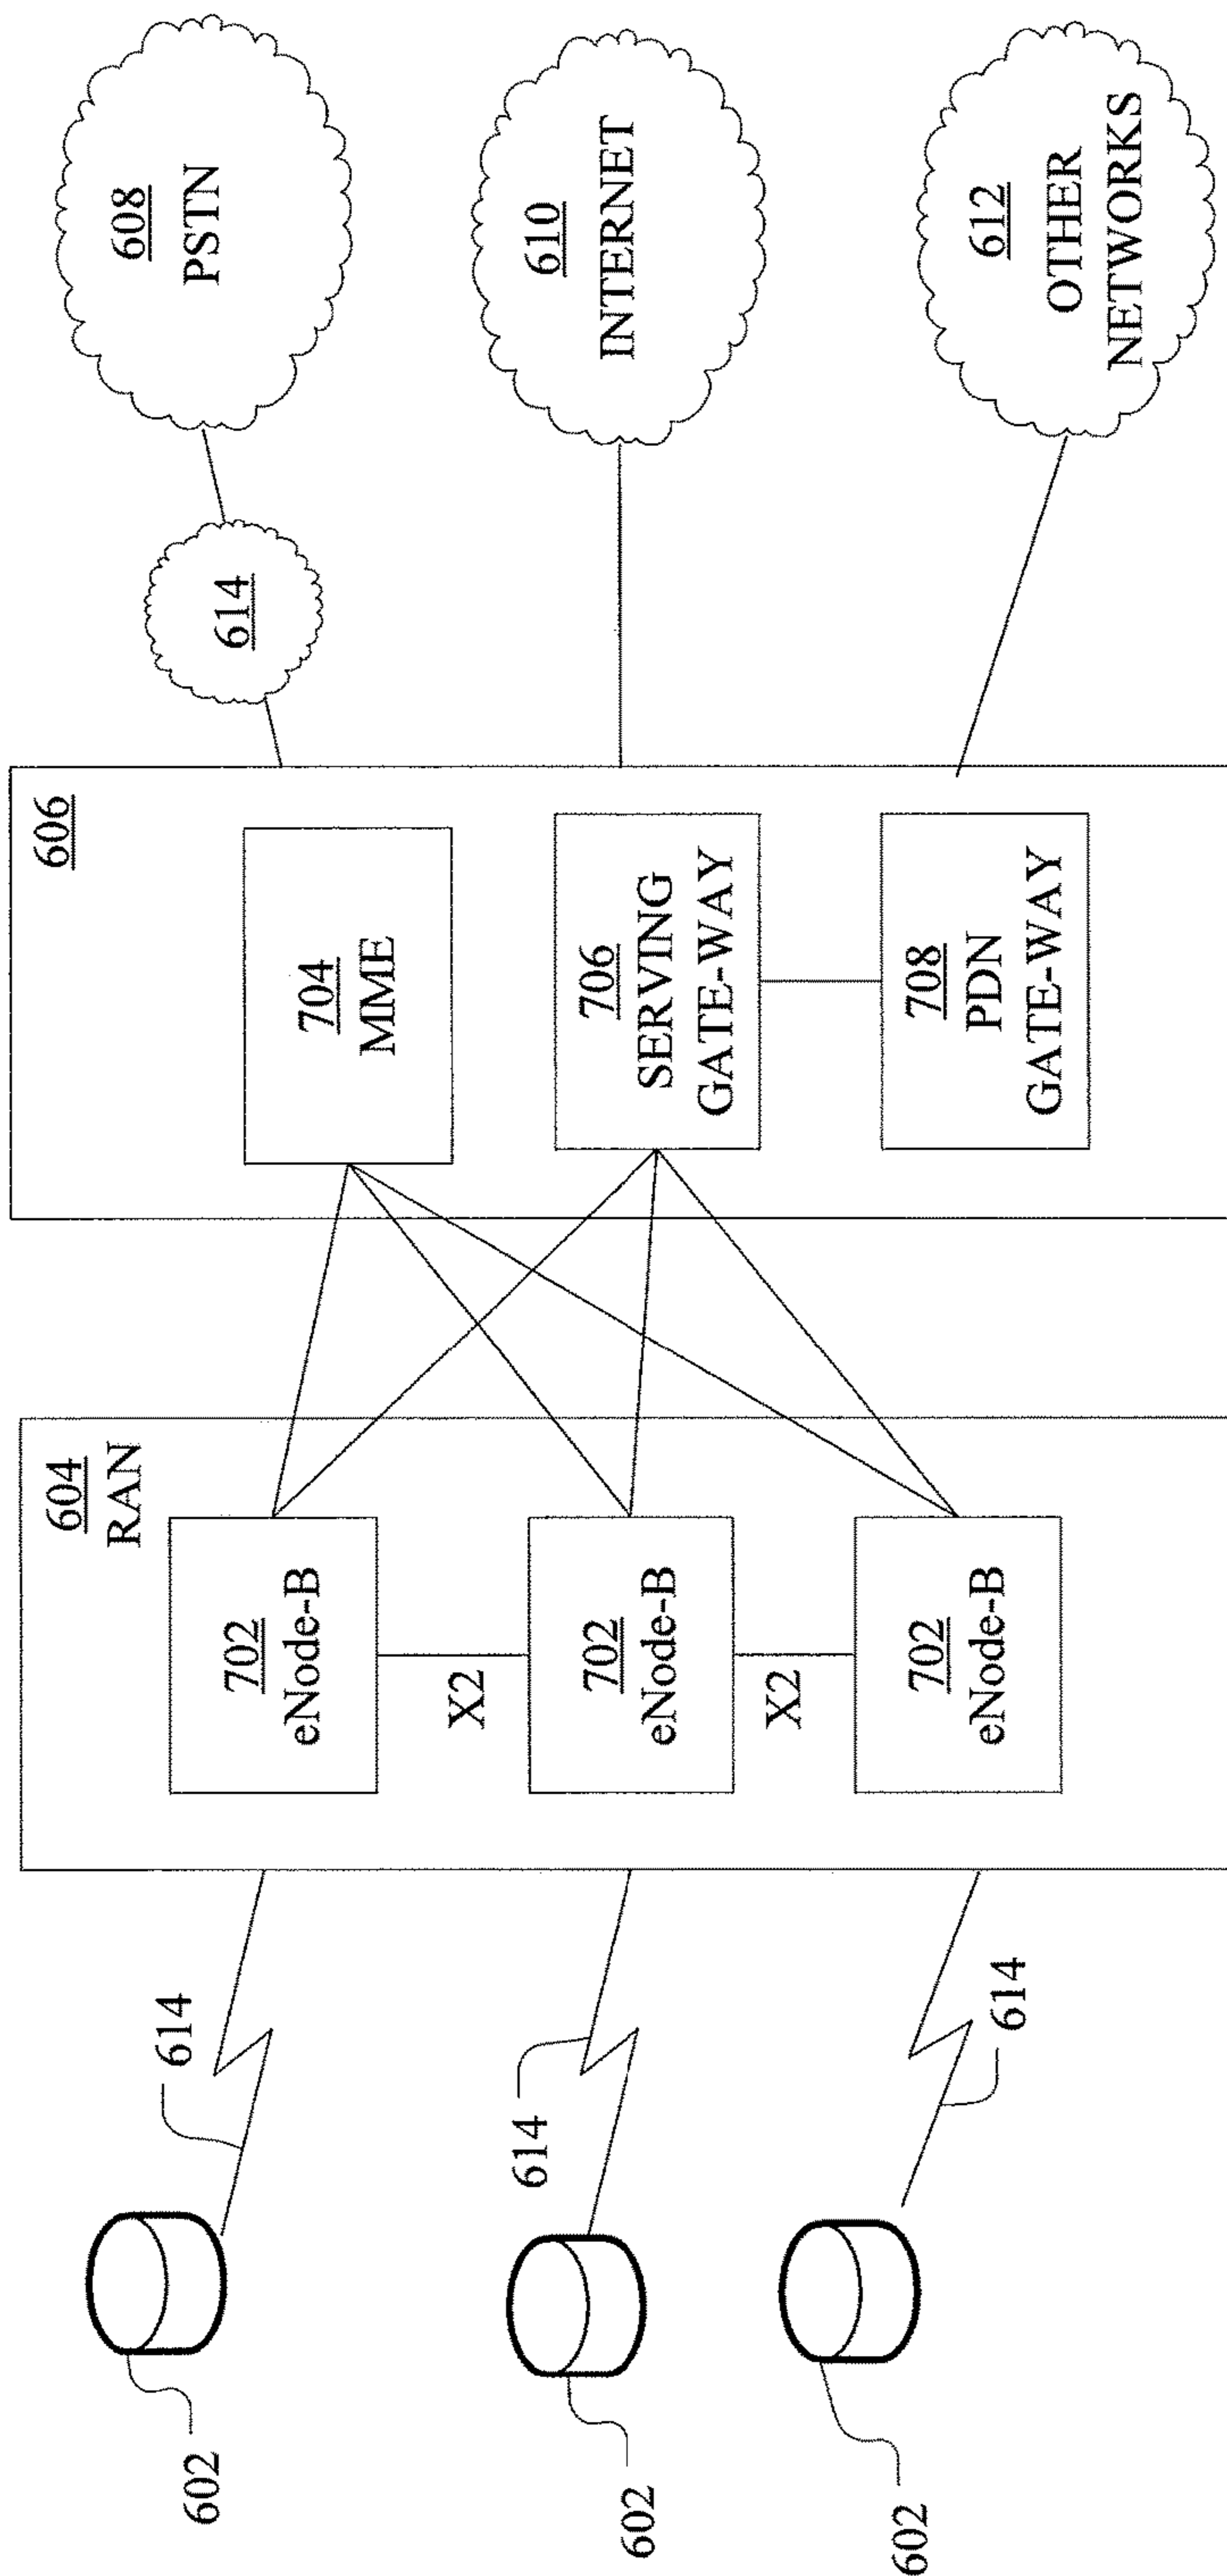 602
602
602
614
614
614
604
RAN
702
eNode-B
X2
702
eNode-B
X2
702
eNode-B
606
704
MME
706
SERVING
GATE-WAY
708
PDN
GATE-WAY
614
608
PSTN
610
INTERNET
612
OTHER
NETWORKS